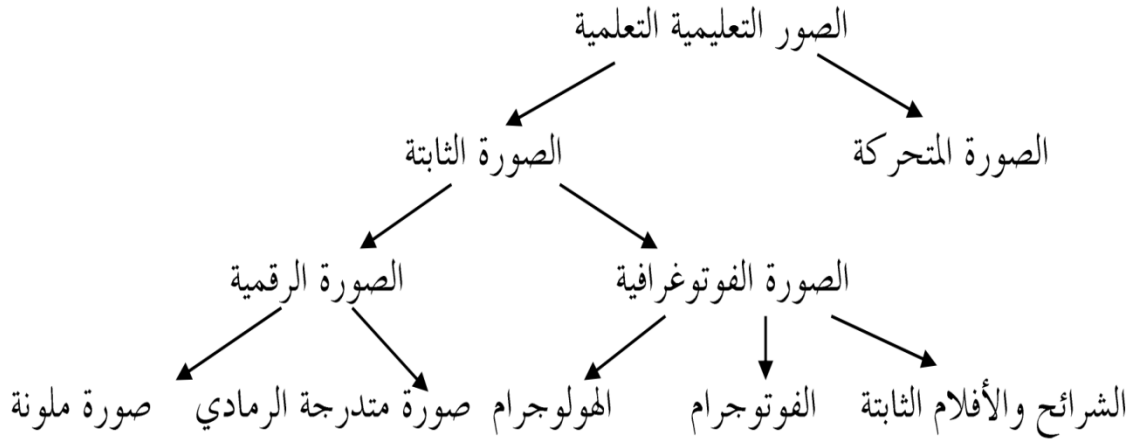 الصور التعليمية التعلمية
الصورة المتحركة
الصورة الثابتة
الصورة الفوتوغرافية
الصورة الرقمية
الشرائح والأفلام الثابتة
الفوتوجرام
الهولوجرام
صورة متدرجة الرمادي
صورة ملونة